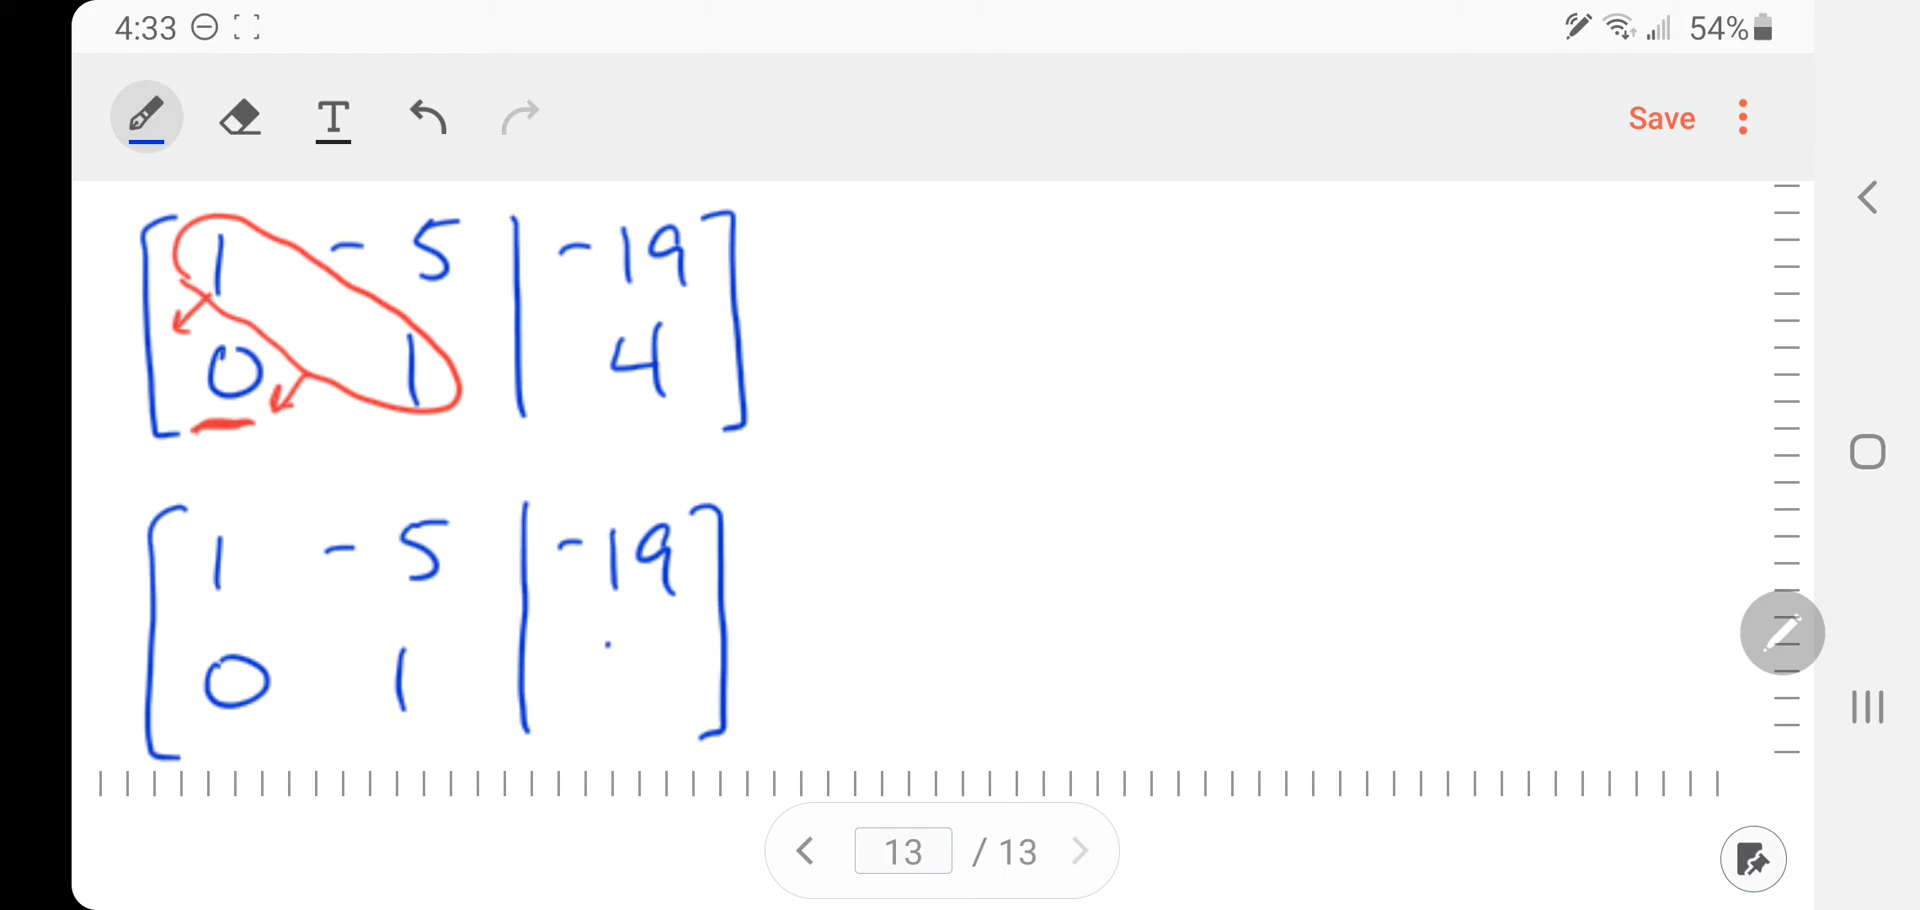 4:33 54%
T Save
1 - 5 | - 19
0 1 | 4
1 - 5 | - 19
0 1 |
13 / 13